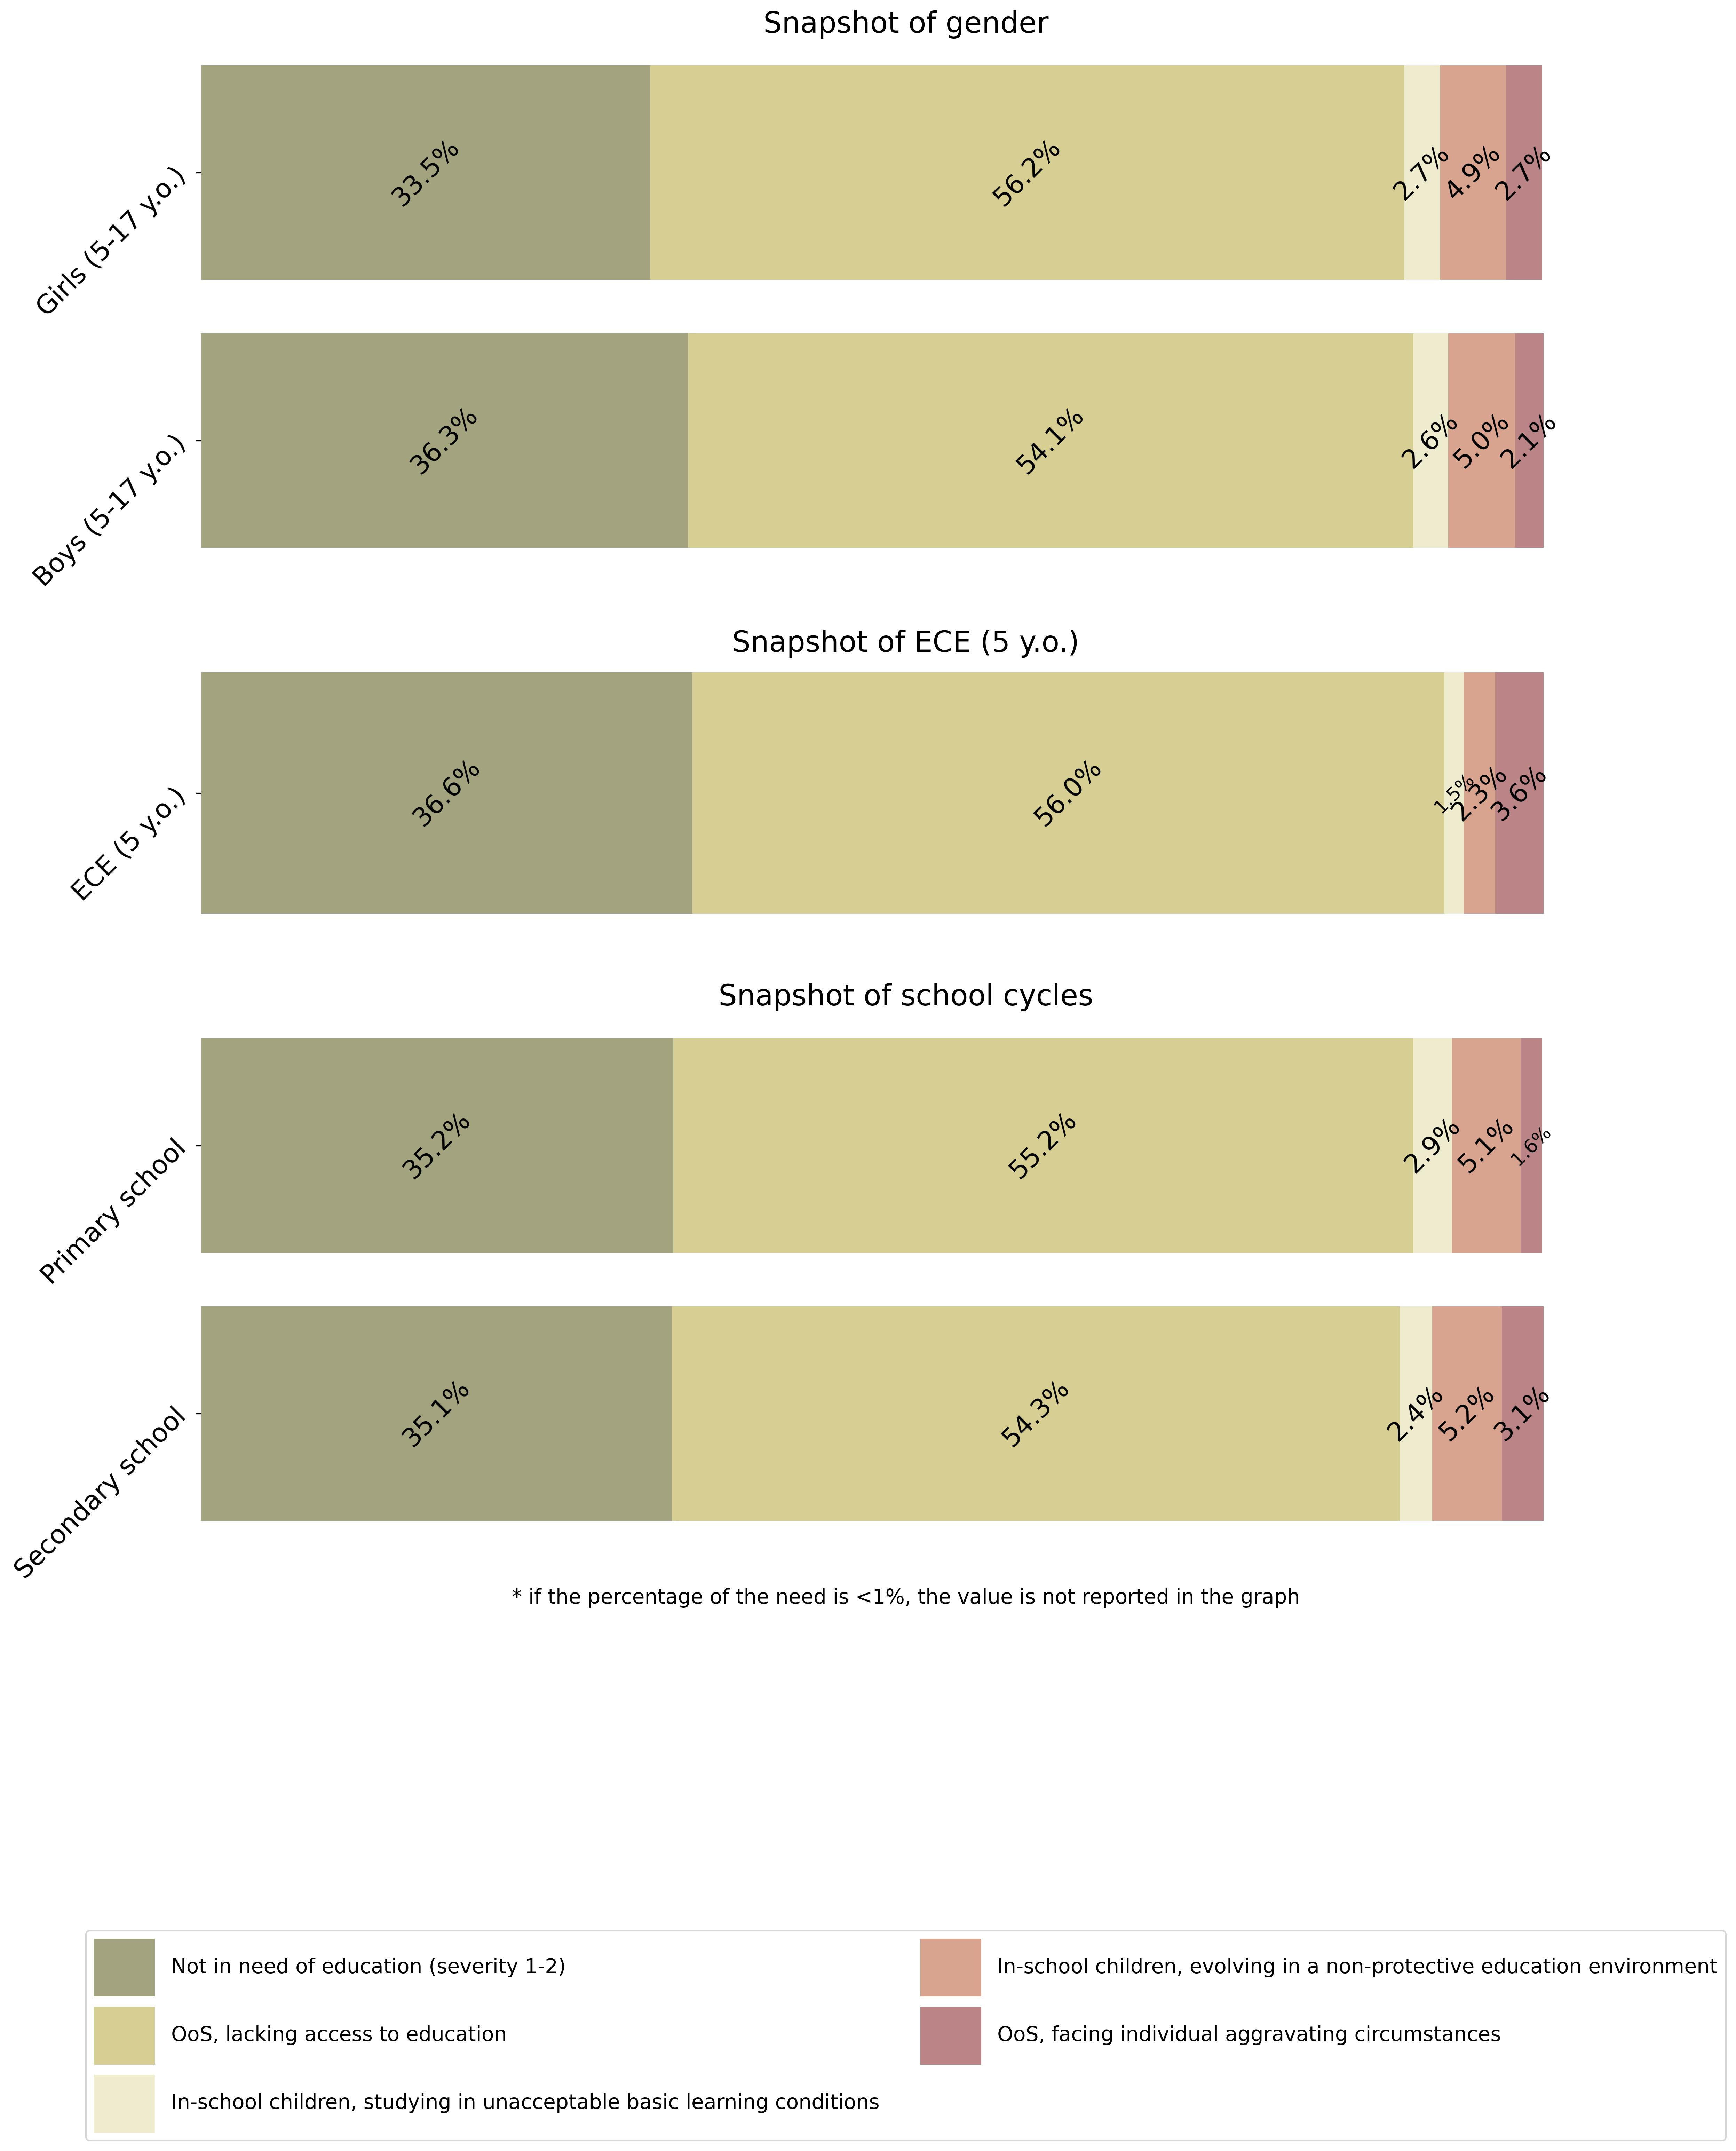 Snapshot of gender
Girls (5-17 y.o.)
33.5%
56.2%
2.7%
4.9%
2.7%
Boys (5-17 y.o.)
36.3%
54.1%
2.6%
5.0%
2.1%
Snapshot of ECE (5 y.o.)
ECE (5 y.o.)
36.6%
56.0%
1.5%
2.3%
3.6%
Snapshot of school cycles
Primary school
35.2%
55.2%
2.9%
5.1%
1.6%
Secondary school
35.1%
54.3%
2.4%
5.2%
3.1%
* if the percentage of the need is <1%, the value is not reported in the graph
Not in need of education (severity 1-2)
OoS, lacking access to education
In-school children, studying in unacceptable basic learning conditions
In-school children, evolving in a non-protective education environment
OoS, facing individual aggravating circumstances